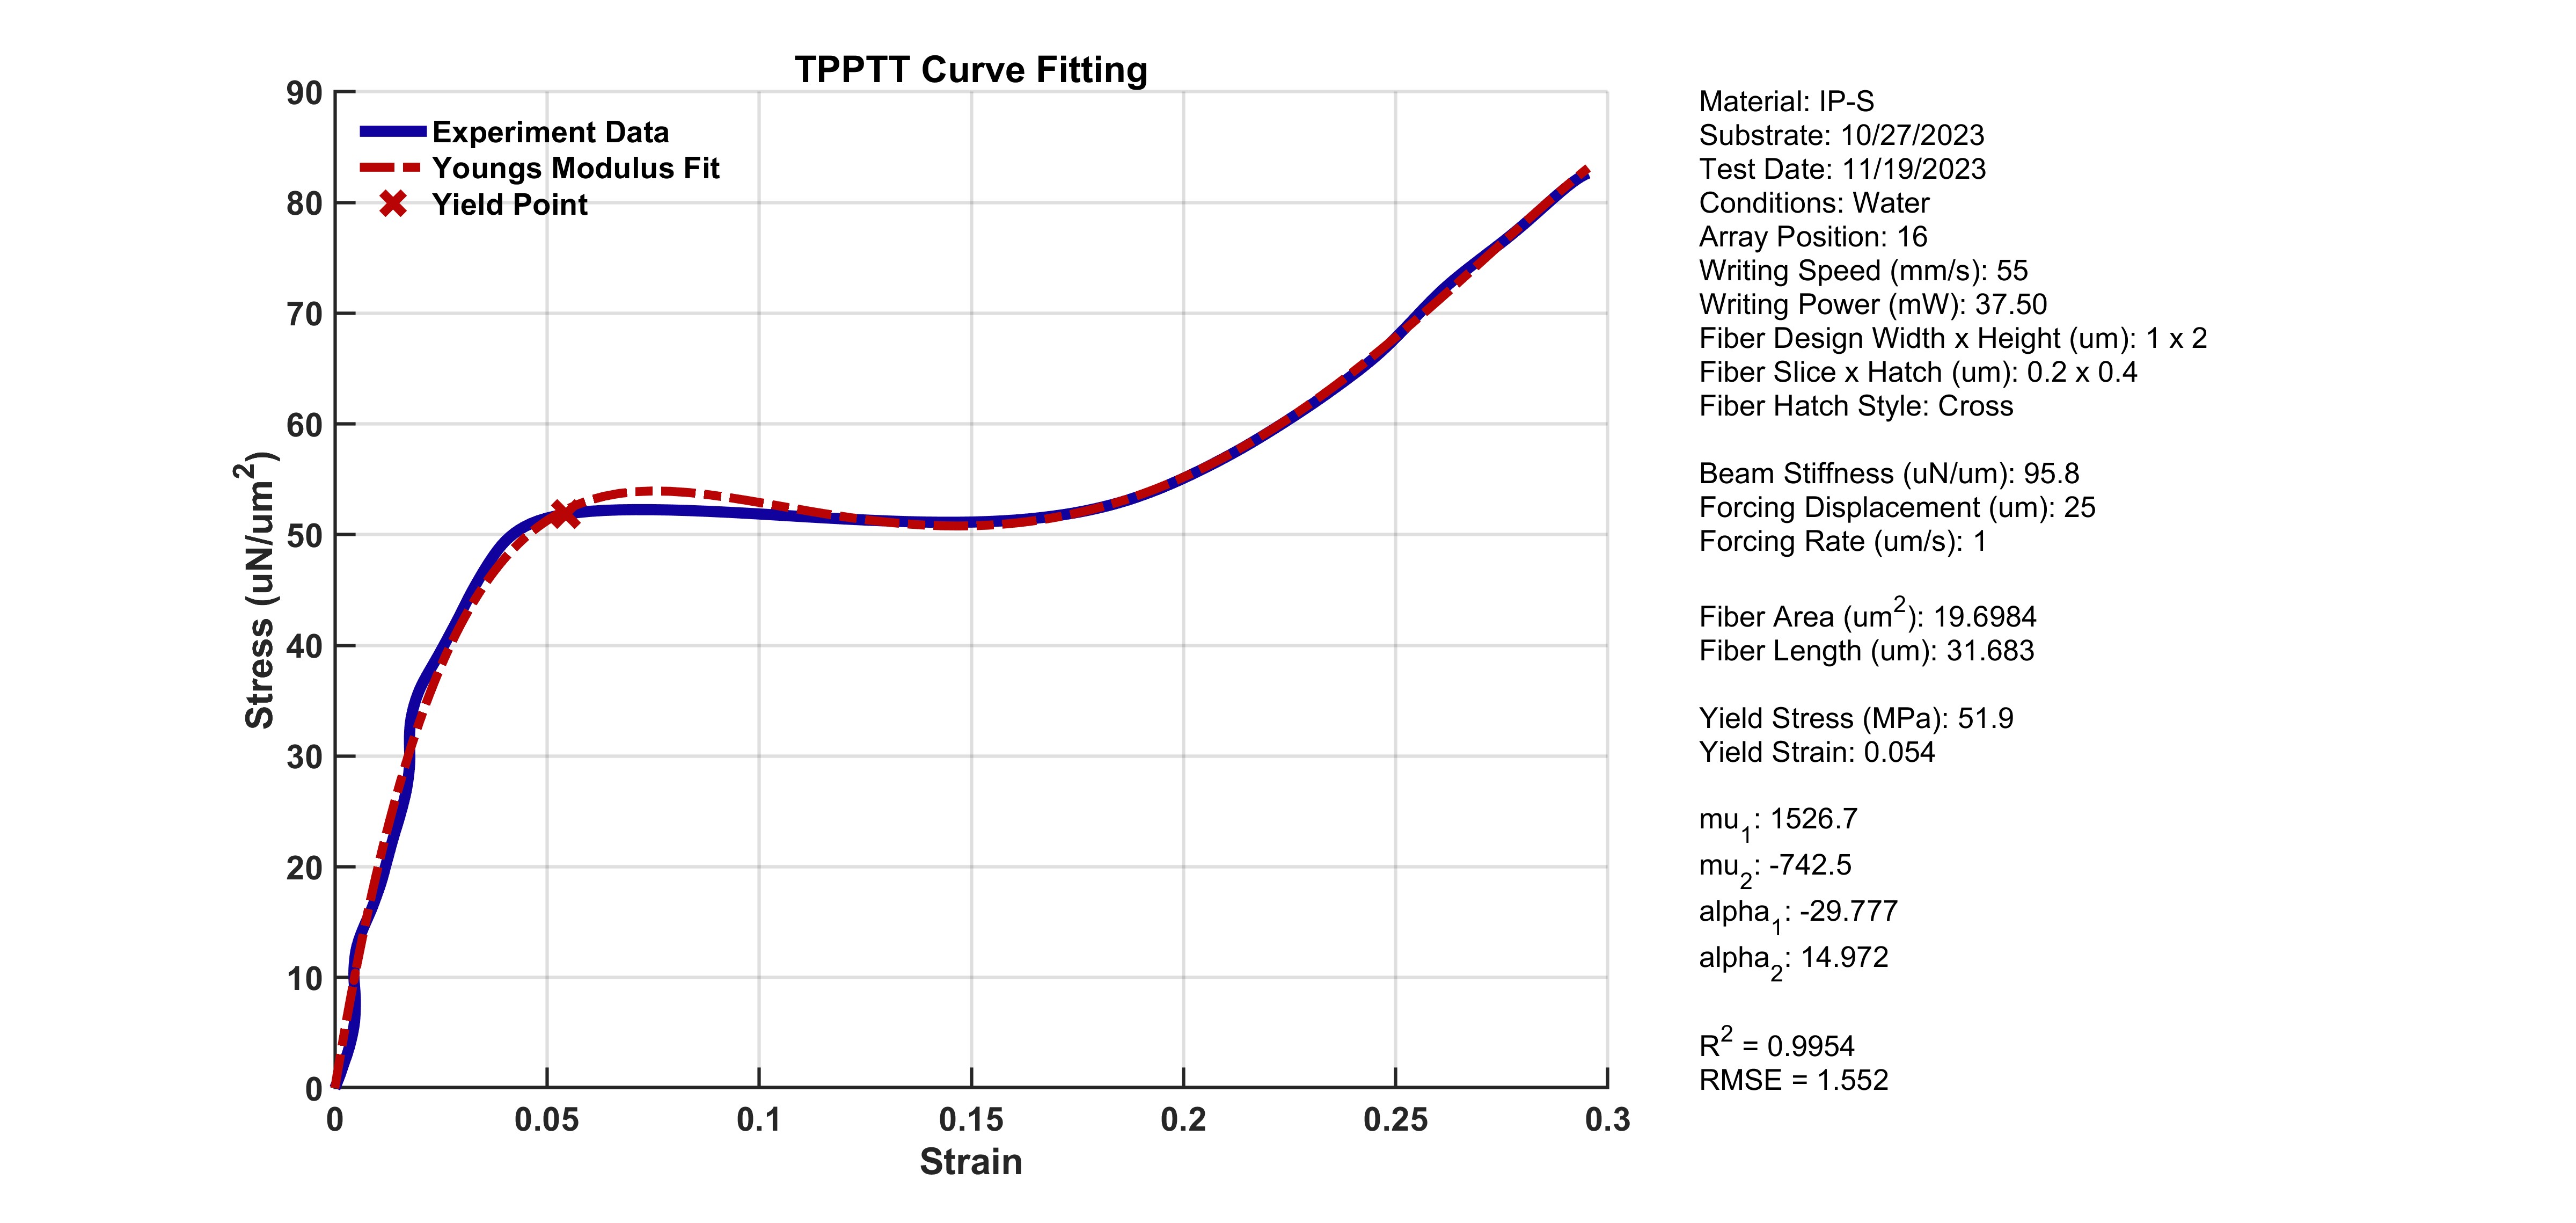 TPPTT Curve Fitting
90
80
70
60
50
40
30
20
10
0
Stress (uN/um²)
Experiment Data
Youngs Modulus Fit
Yield Point
0 0.05 0.1 0.15 0.2 0.25 0.3
Strain
Material: IP-S
Substrate: 10/27/2023
Test Date: 11/19/2023
Conditions: Water
Array Position: 16
Writing Speed (mm/s): 55
Writing Power (mW): 37.50
Fiber Design Width x Height (um): 1 x 2
Fiber Slice x Hatch (um): 0.2 x 0.4
Fiber Hatch Style: Cross
Beam Stiffness (uN/um): 95.8
Forcing Displacement (um): 25
Forcing Rate (um/s): 1
Fiber Area (um²): 19.6984
Fiber Length (um): 31.683
Yield Stress (MPa): 51.9
Yield Strain: 0.054
mu₁: 1526.7
mu₂: -742.5
alpha₁: -29.777
alpha₂: 14.972
R² = 0.9954
RMSE = 1.552